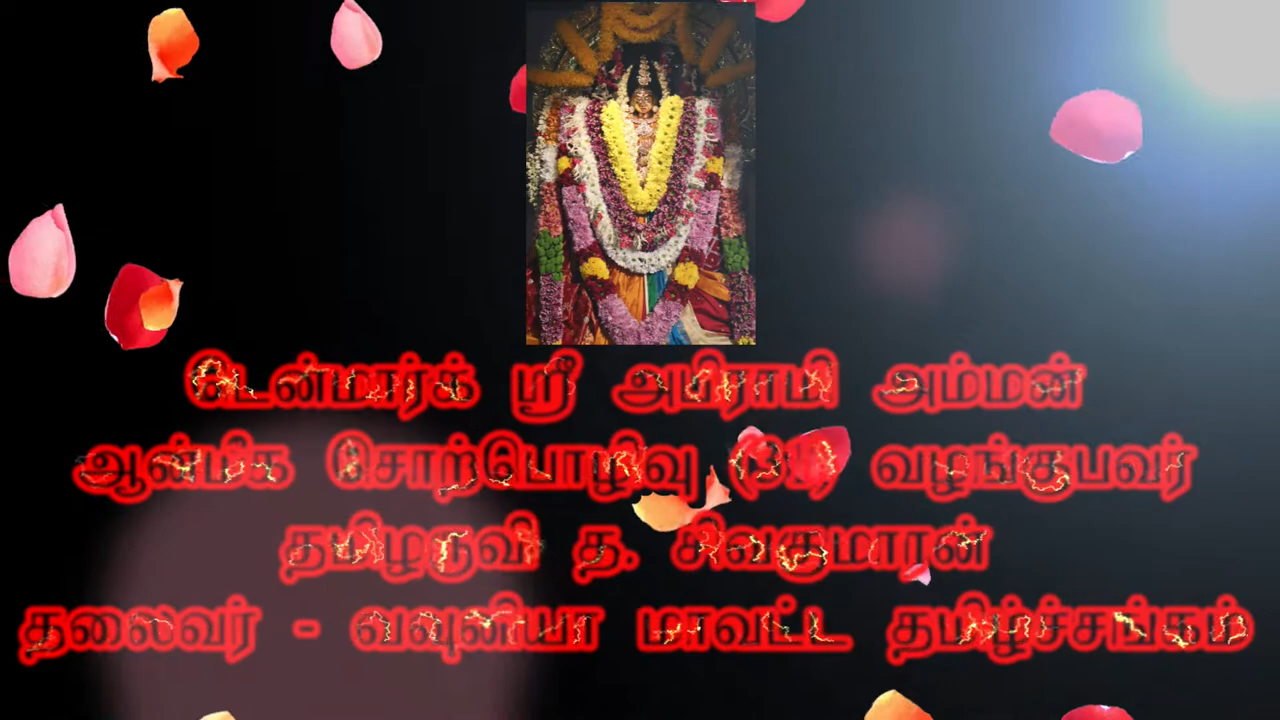 டென்மார்க் ஸ்ரீ அபிராமி அம்மன்
ஆன்மிக சொற்பொழிவு வழங்குபவர்
தமிழருவி த. சிவகுமாரன்
தலைவர் - வவுனியா மாவட்ட தமிழ்ச்சங்கம்